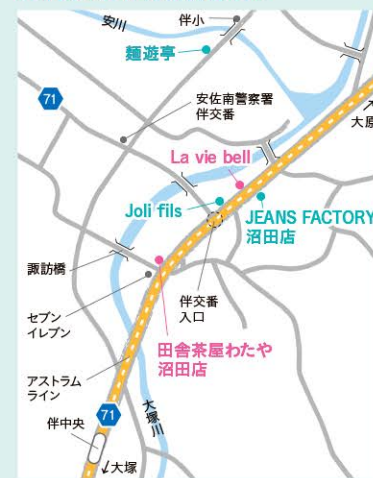 安川
伴小
麺遊亭
71
安佐南警察署
伴交番
大原
La vie bell
Joli fils
JEANS FACTORY
沼田店
諏訪橋
セブン
イレブン
伴交番
入口
田舎茶屋わたや
沼田店
アストラム
ライン
71
大塚川
伴中央
大塚